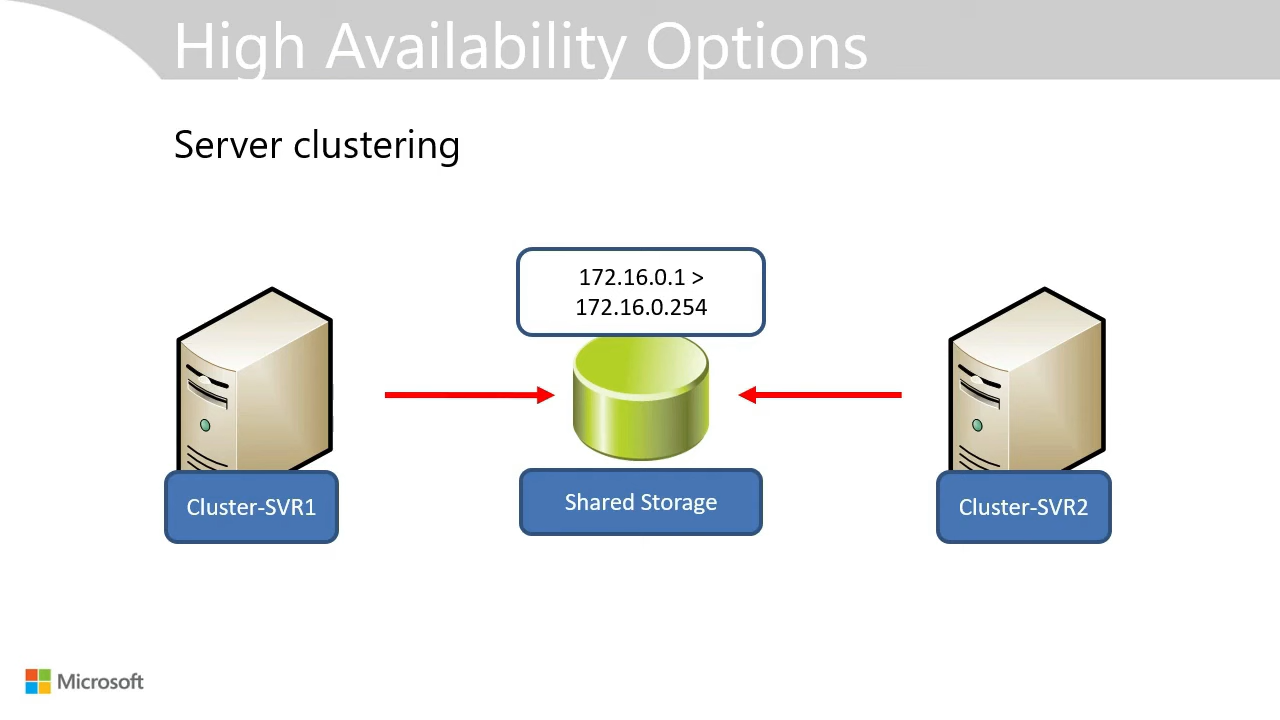 High Availability Options
Server clustering
172.16.0.1 >
172.16.0.254
Cluster-SVR1
Shared Storage
Cluster-SVR2
Microsoft